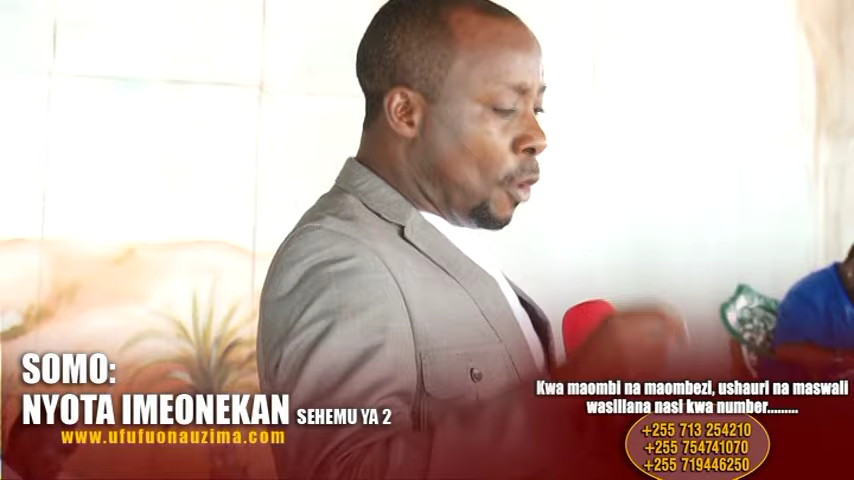 SOMO:
NYOTA IMEONEKAN SEHEMU YA 2
www.ufufuonauzima.com
Kwa maombi na maombezi, ushauri na maswali
wasiliana nasi kwa number.........
+255 713 254210
+255 754741070
+255 719446250